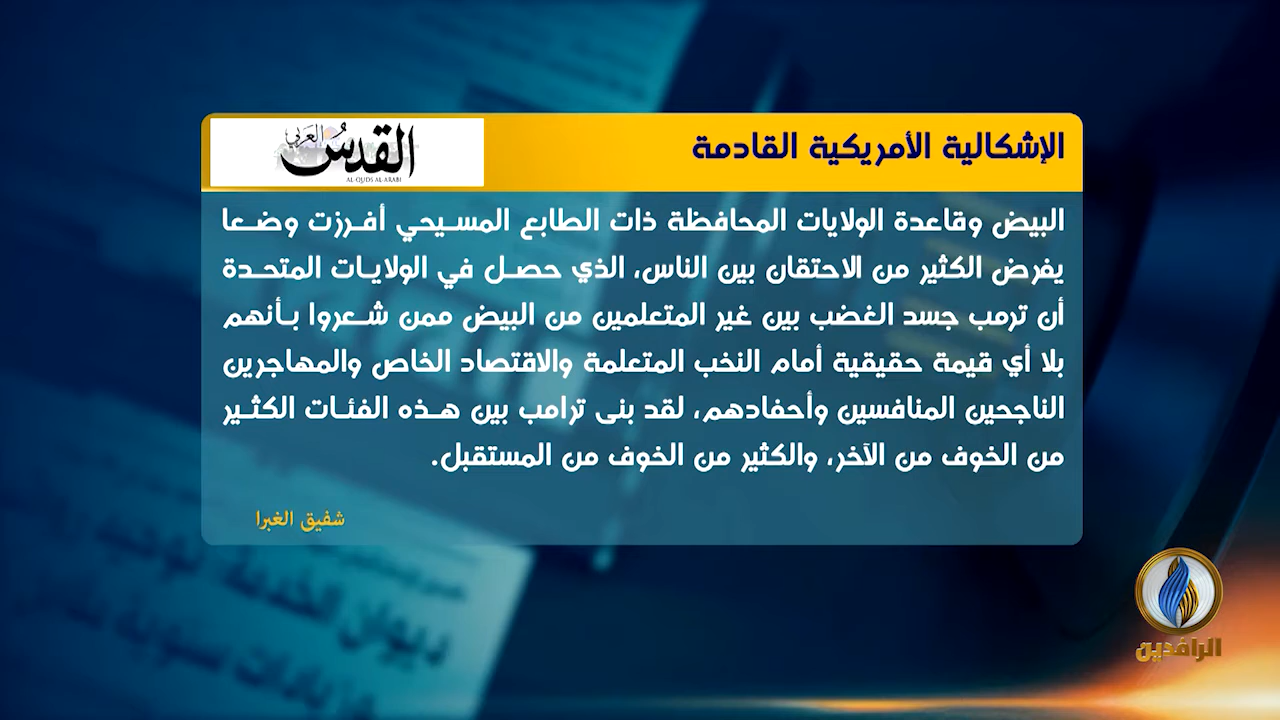 الإشكالية الأمريكية القادمة
القدس العربي
AL-QUDS AL-ARABI
البيض وقاعدة الولايات المحافظة ذات الطابع المسيحي أفرزت وضعا
يفرض الكثير من الاحتقان بين الناس، الذي حصل في الولايات المتحدة
أن ترمب جسد الغضب بين غير المتعلمين من البيض ممن شعروا بأنهم
بلا أي قيمة حقيقية أمام النخب المتعلمة والاقتصاد الخاص والمهاجرين
الناجحين المنافسين وأحفادهم، لقد بنى ترامب بين هذه الفئات الكثير
من الخوف من الآخر، والكثير من الخوف من المستقبل.
شفيق الغبرا
ديوان الخدمة
الرافدين